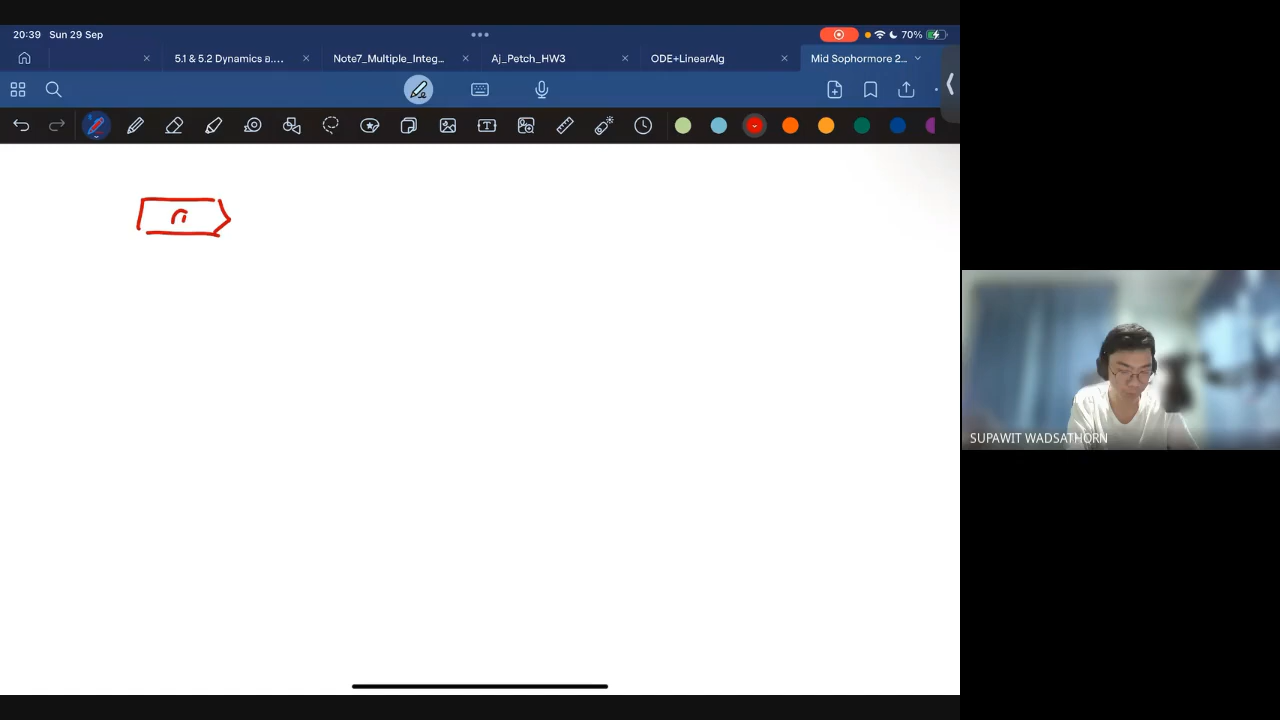 20:39 Sun 29 Sep
70%
5.1 & 5.2 Dynamics a....
Note7_Multiple_Integ...
Aj_Petch_HW3
ODE+LinearAlg
Mid Sophormore 2...
ก
SUPAWIT WADSATHORN